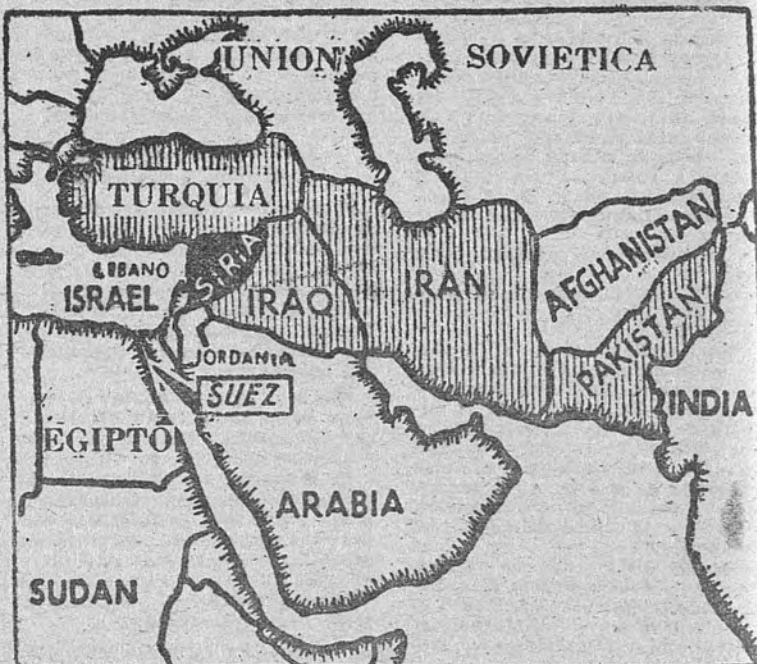 UNION SOVIETICA
TURQUIA
LIBANO
SIRIA
ISRAEL
IRAQ
IRAN
AFGHANISTAN
PAKISTAN
JORDANIA
SUEZ
INDIA
EGIPTO
ARABIA
SUDAN